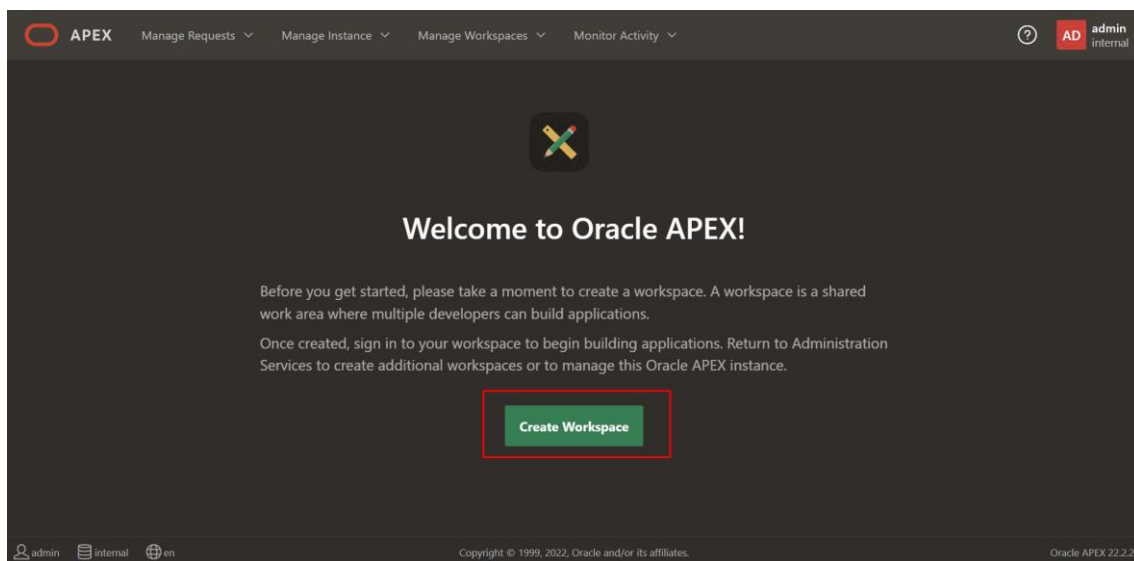 APEX Manage Requests Manage Instance Manage Workspaces Monitor Activity ? AD admin
internal
Welcome to Oracle APEX!
Before you get started, please take a moment to create a workspace. A workspace is a shared
work area where multiple developers can build applications.
Once created, sign in to your workspace to begin building applications. Return to Administration
Services to create additional workspaces or to manage this Oracle APEX instance.
Create Workspace
admin internal en Copyright © 1999, 2022, Oracle and/or its affiliates. Oracle APEX 22.2.2